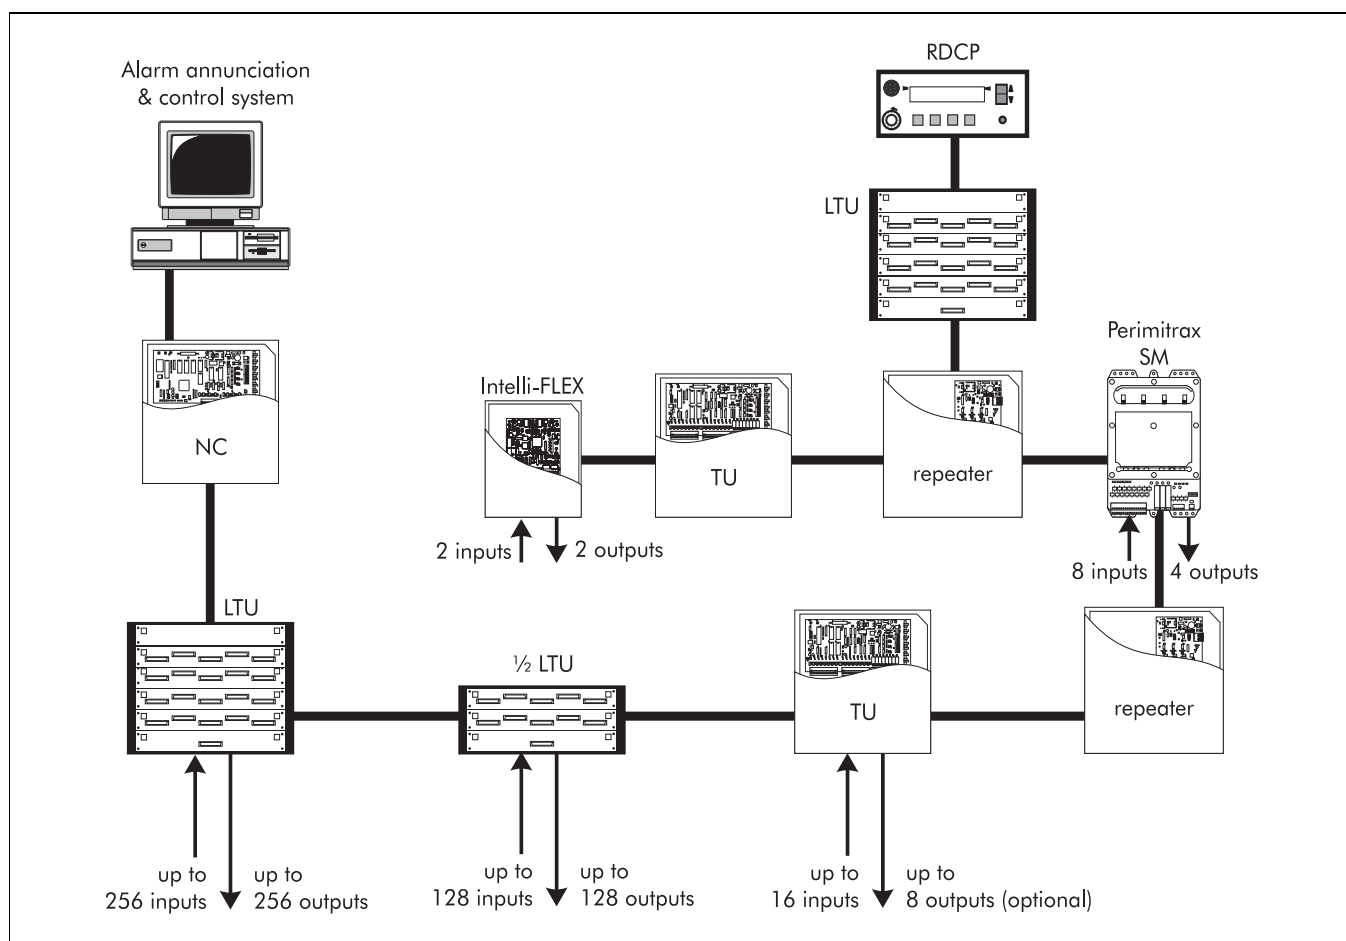 Alarm annunciation
& control system
RDCP
LTU
Perimitrax
SM
Intelli-FLEX
NC
TU
repeater
2 inputs
2 outputs
8 inputs
4 outputs
LTU
½ LTU
TU
repeater
up to
256 inputs
up to
256 outputs
up to
128 inputs
up to
128 outputs
up to
16 inputs
up to
8 outputs (optional)